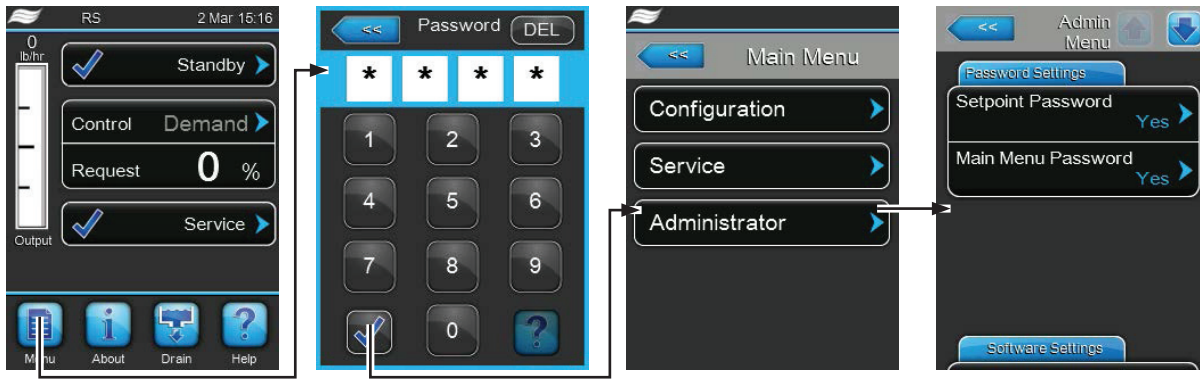 RS 2 Mar 15:16
0
lb/hr
Standby
Control Demand
Request 0 %
Service
Output
Menu About Drain Help
<< Password DEL
* * * *
1 2 3
4 5 6
7 8 9
0 ?
<< Main Menu
Configuration
Service
Administrator
<< Admin
Menu
Password Settings
Setpoint Password
Yes
Main Menu Password
Yes
Software Settings